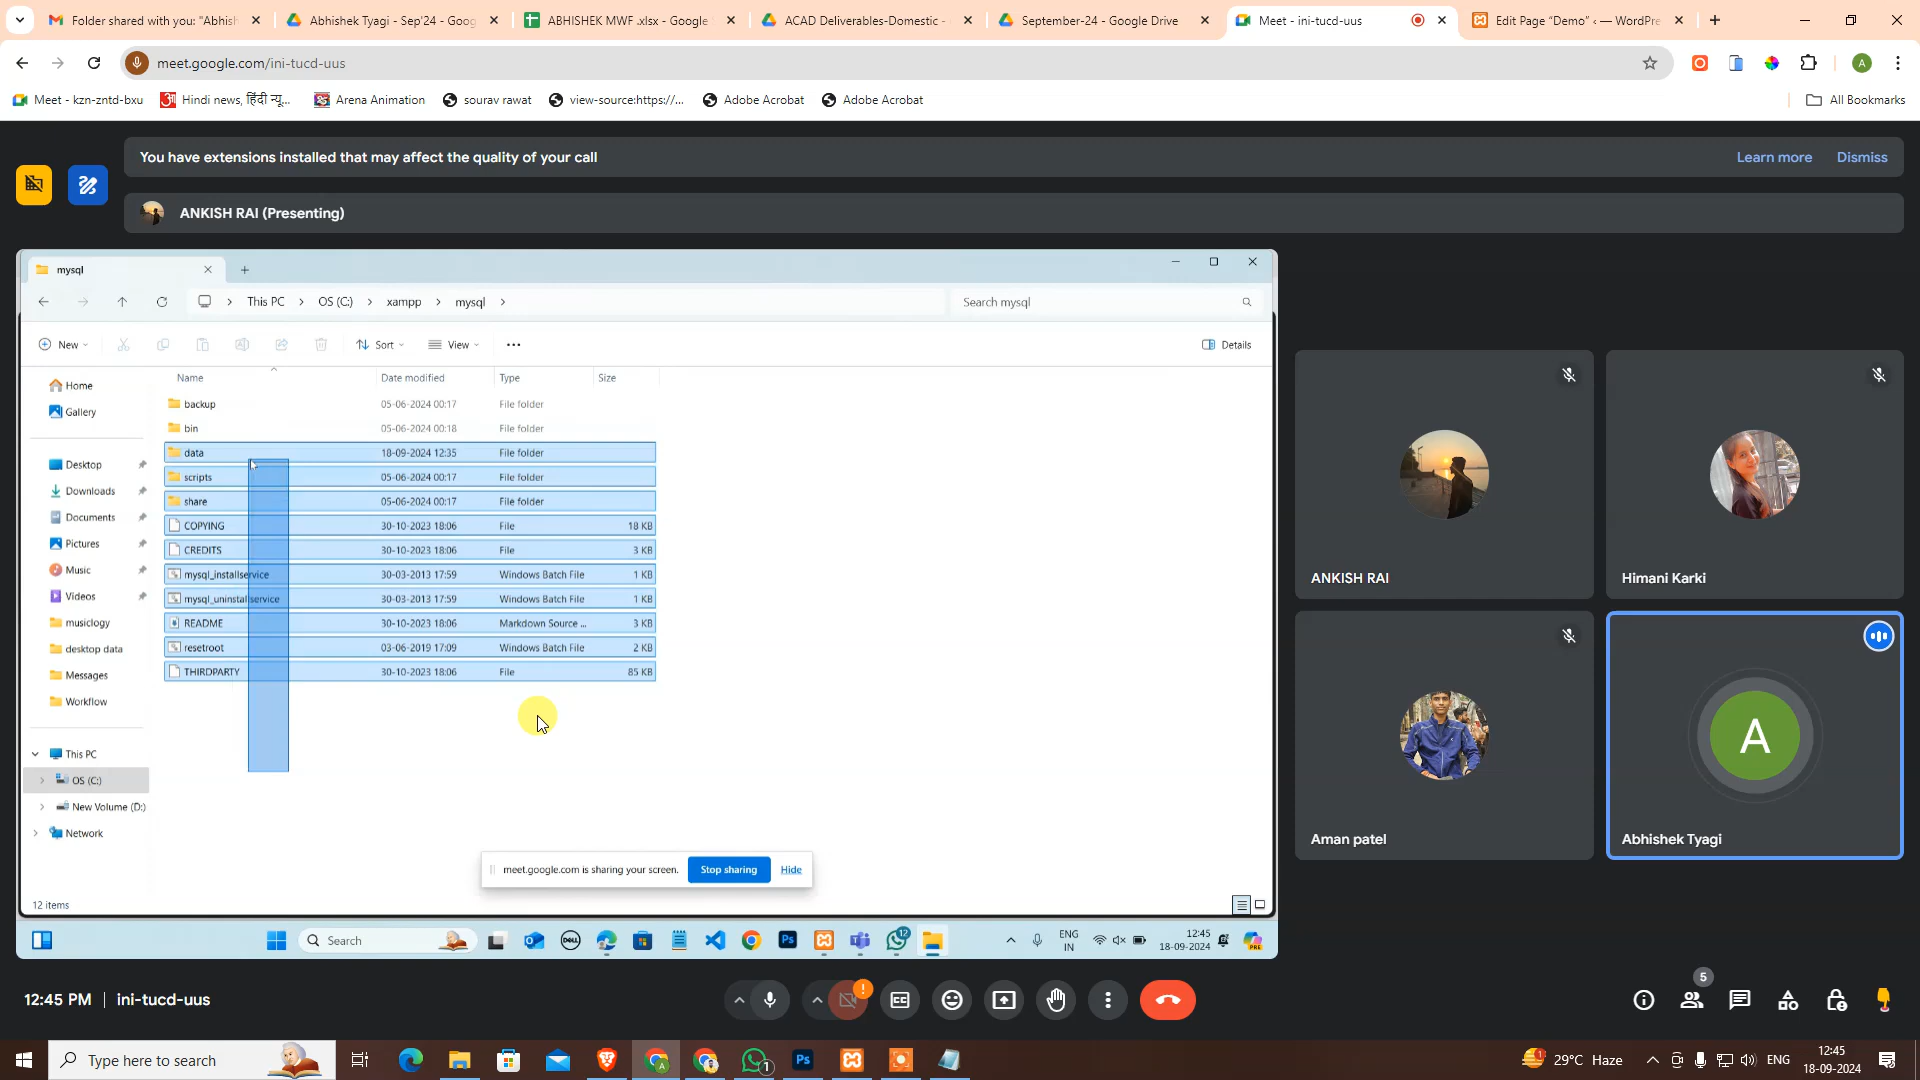 Folder shared with you: "Abhish
Abhishek Tyagi - Sep'24 - Goog
ABHISHEK MWF .xlsx - Google
ACAD Deliverables-Domestic -
September-24 - Google Drive
Meet - ini-tucd-uus
Edit Page “Demo” ‹ — WordPre
meet.google.com/ini-tucd-uus
A
Meet - kzn-zntd-bxu
Hindi news, हिंदी न्यू...
Arena Animation
sourav rawat
view-source:https://...
Adobe Acrobat
Adobe Acrobat
All Bookmarks
You have extensions installed that may affect the quality of your call
Learn more
Dismiss
ANKISH RAI (Presenting)
mysql
This PC > OS (C:) > xampp > mysql >
Search mysql
New
Sort
View
Details
Home
Gallery
Desktop
Downloads
Documents
Pictures
Music
Videos
musiclogy
desktop data
Messages
Workflow
This PC
OS (C:)
New Volume (D:)
Network
Name Date modified Type Size
backup 05-06-2024 00:17 File folder
bin 05-06-2024 00:18 File folder
data 18-09-2024 12:35 File folder
scripts 05-06-2024 00:17 File folder
share 05-06-2024 00:17 File folder
COPYING 30-10-2023 18:06 File 18 KB
CREDITS 30-10-2023 18:06 File 3 KB
mysql_installservice 30-03-2013 17:59 Windows Batch File 1 KB
mysql_uninstallservice 30-03-2013 17:59 Windows Batch File 1 KB
README 30-10-2023 18:06 Markdown Source ... 3 KB
resetroot 03-06-2019 17:09 Windows Batch File 2 KB
THIRDPARTY 30-10-2023 18:06 File 85 KB
meet.google.com is sharing your screen.
Stop sharing
Hide
12 items
Search
DELL
Ps
12
ENG
IN
12:45
18-09-2024
PRE
ANKISH RAI
Himani Karki
Aman patel
A
Abhishek Tyagi
12:45 PM | ini-tucd-uus
5
Type here to search
1
Ps
29°C Haze
ENG
12:45
18-09-2024